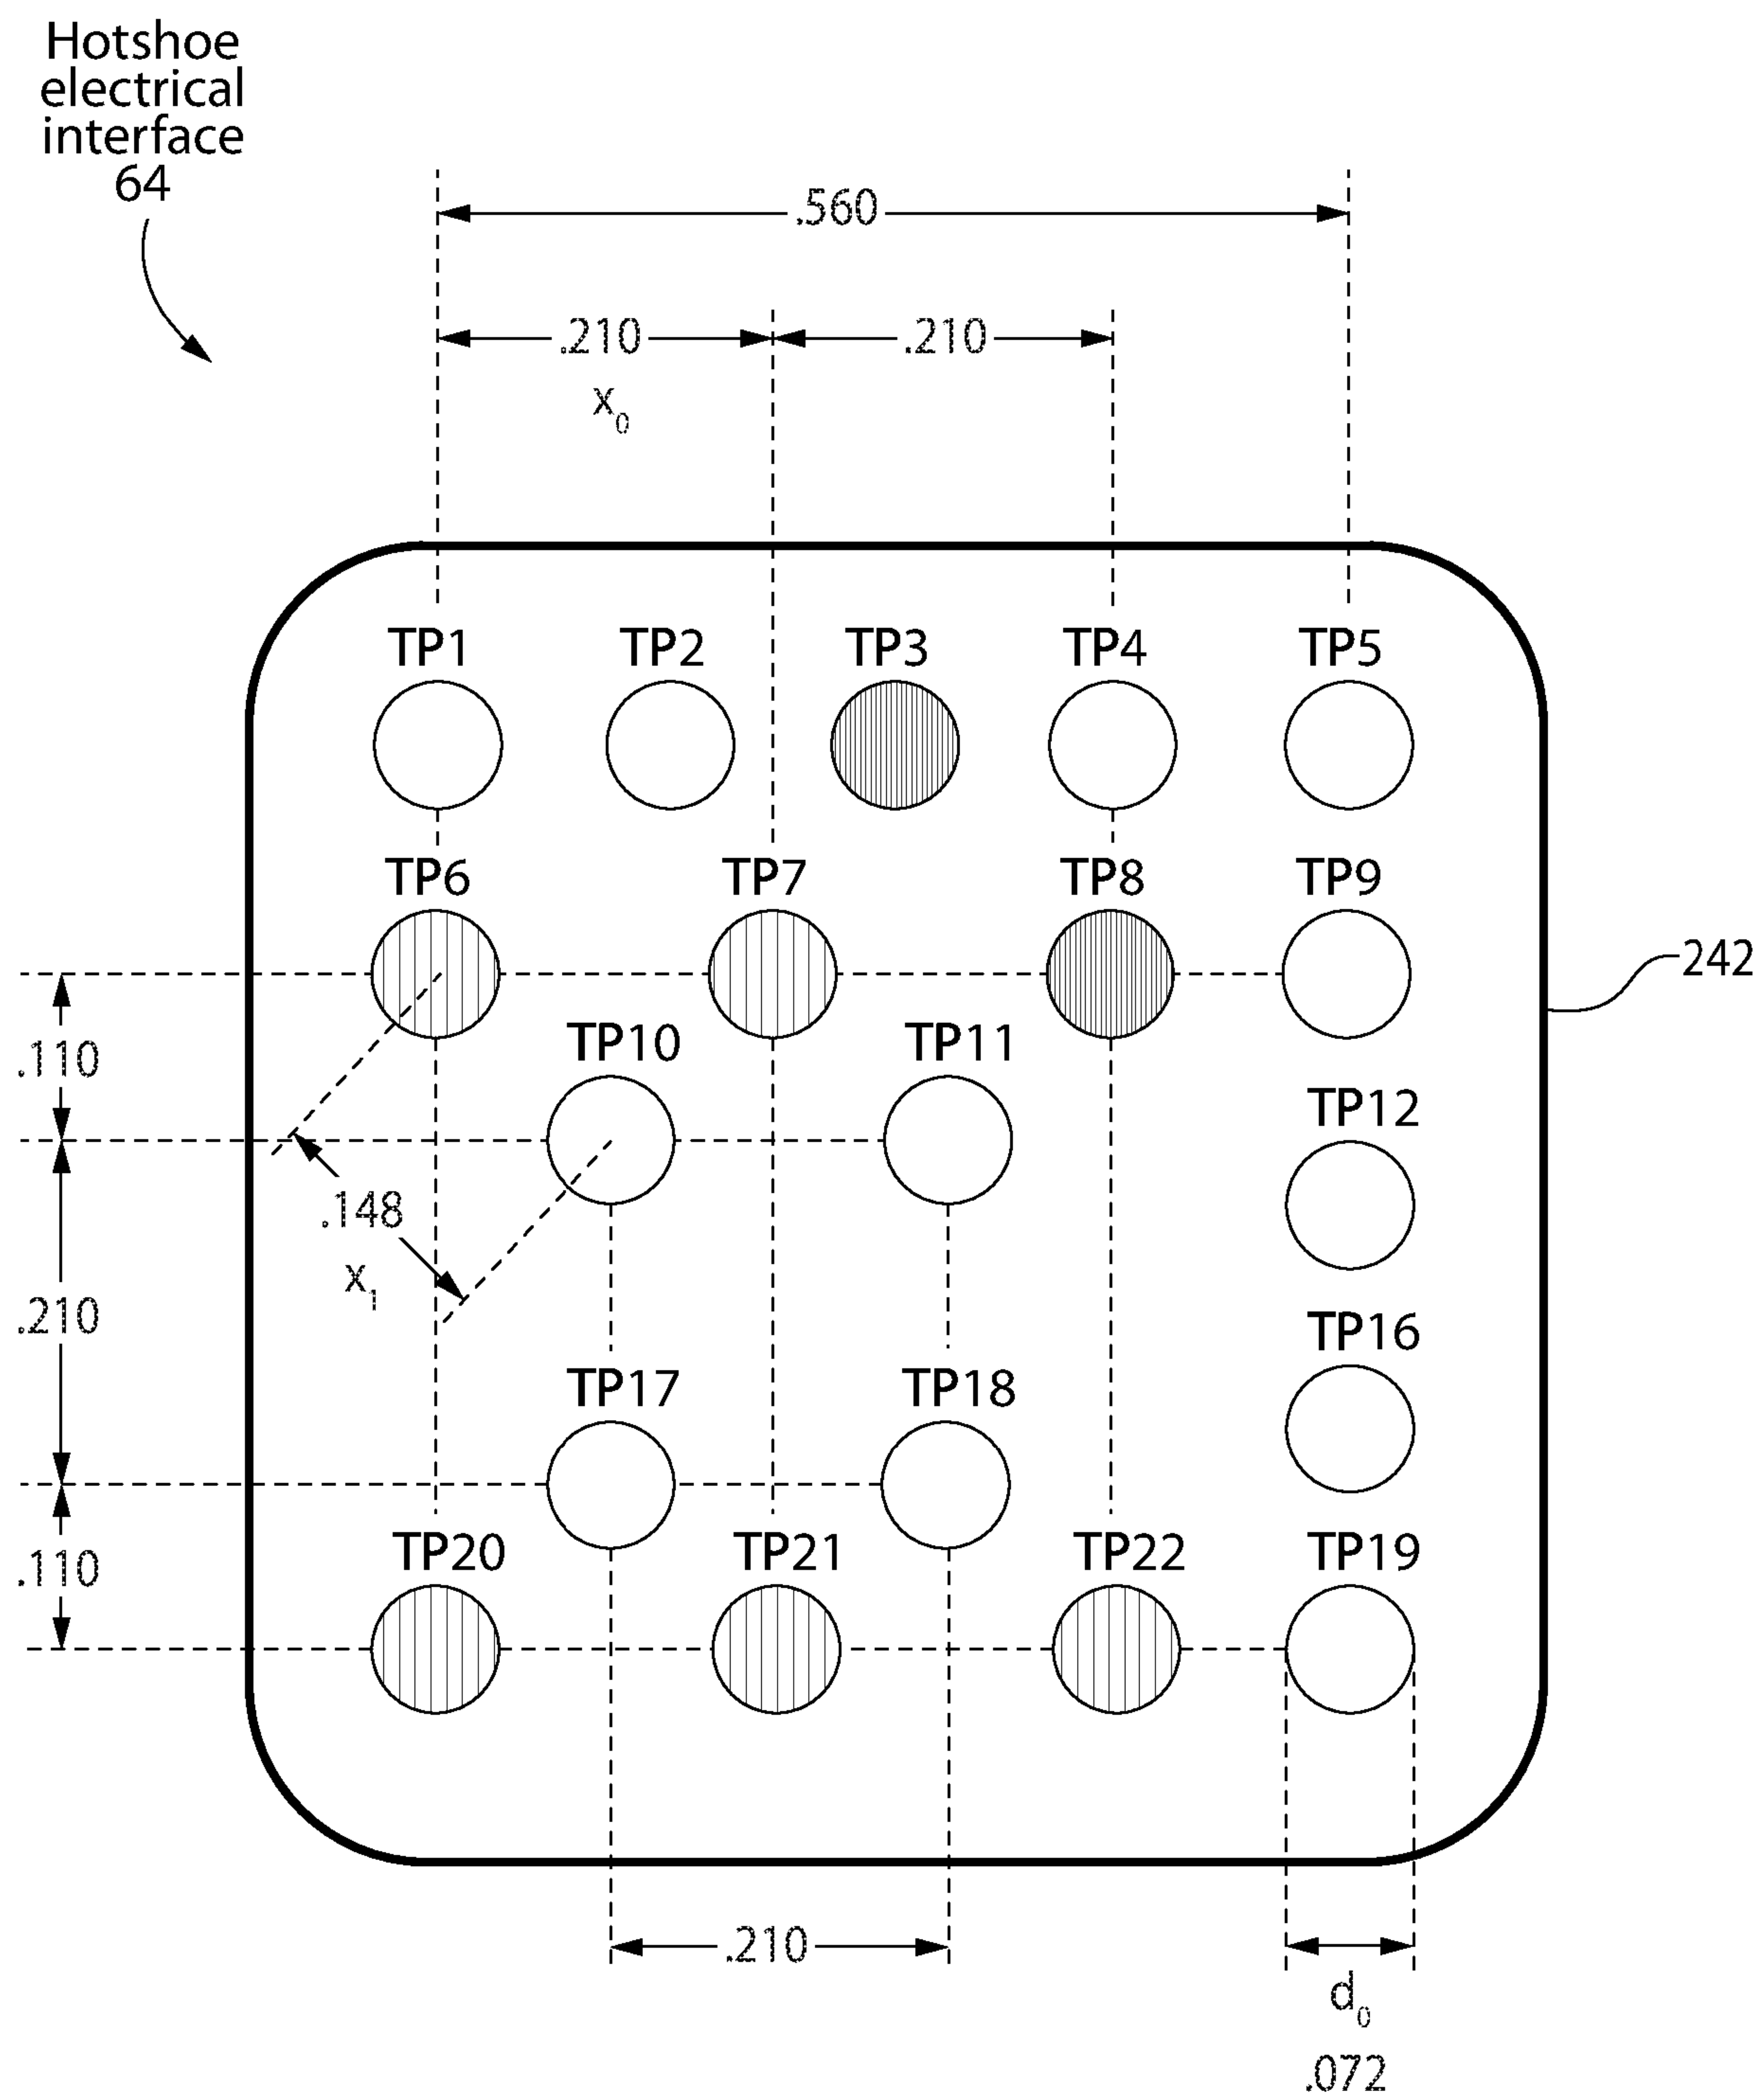 Hotshoe
electrical
interface
64
.560
.210
.210
x0
TP1 TP2 TP3 TP4 TP5
TP6 TP7 TP8 TP9
242
.110
TP10 TP11
TP12
.148
x1
.210
TP16
TP17 TP18
TP20 TP21 TP22 TP19
.110
.210
d0
.072